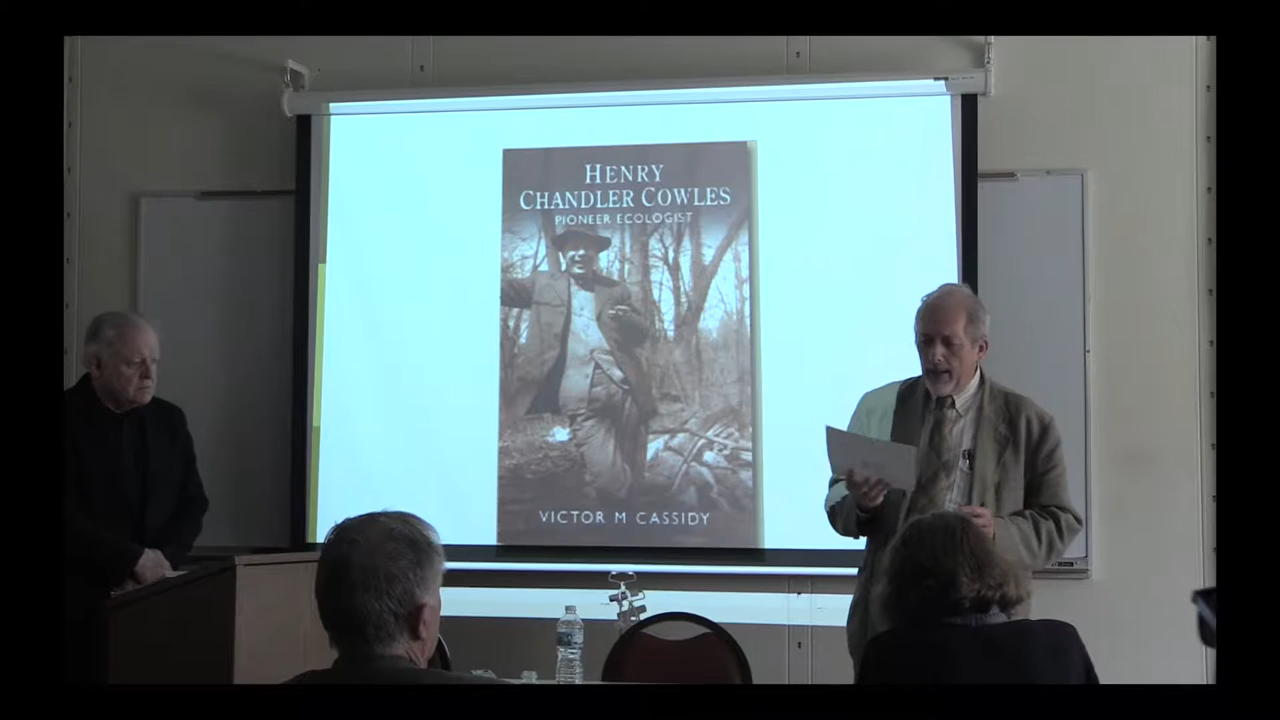 HENRY
CHANDLER COWLES
PIONEER ECOLOGIST
VICTOR M CASSIDY